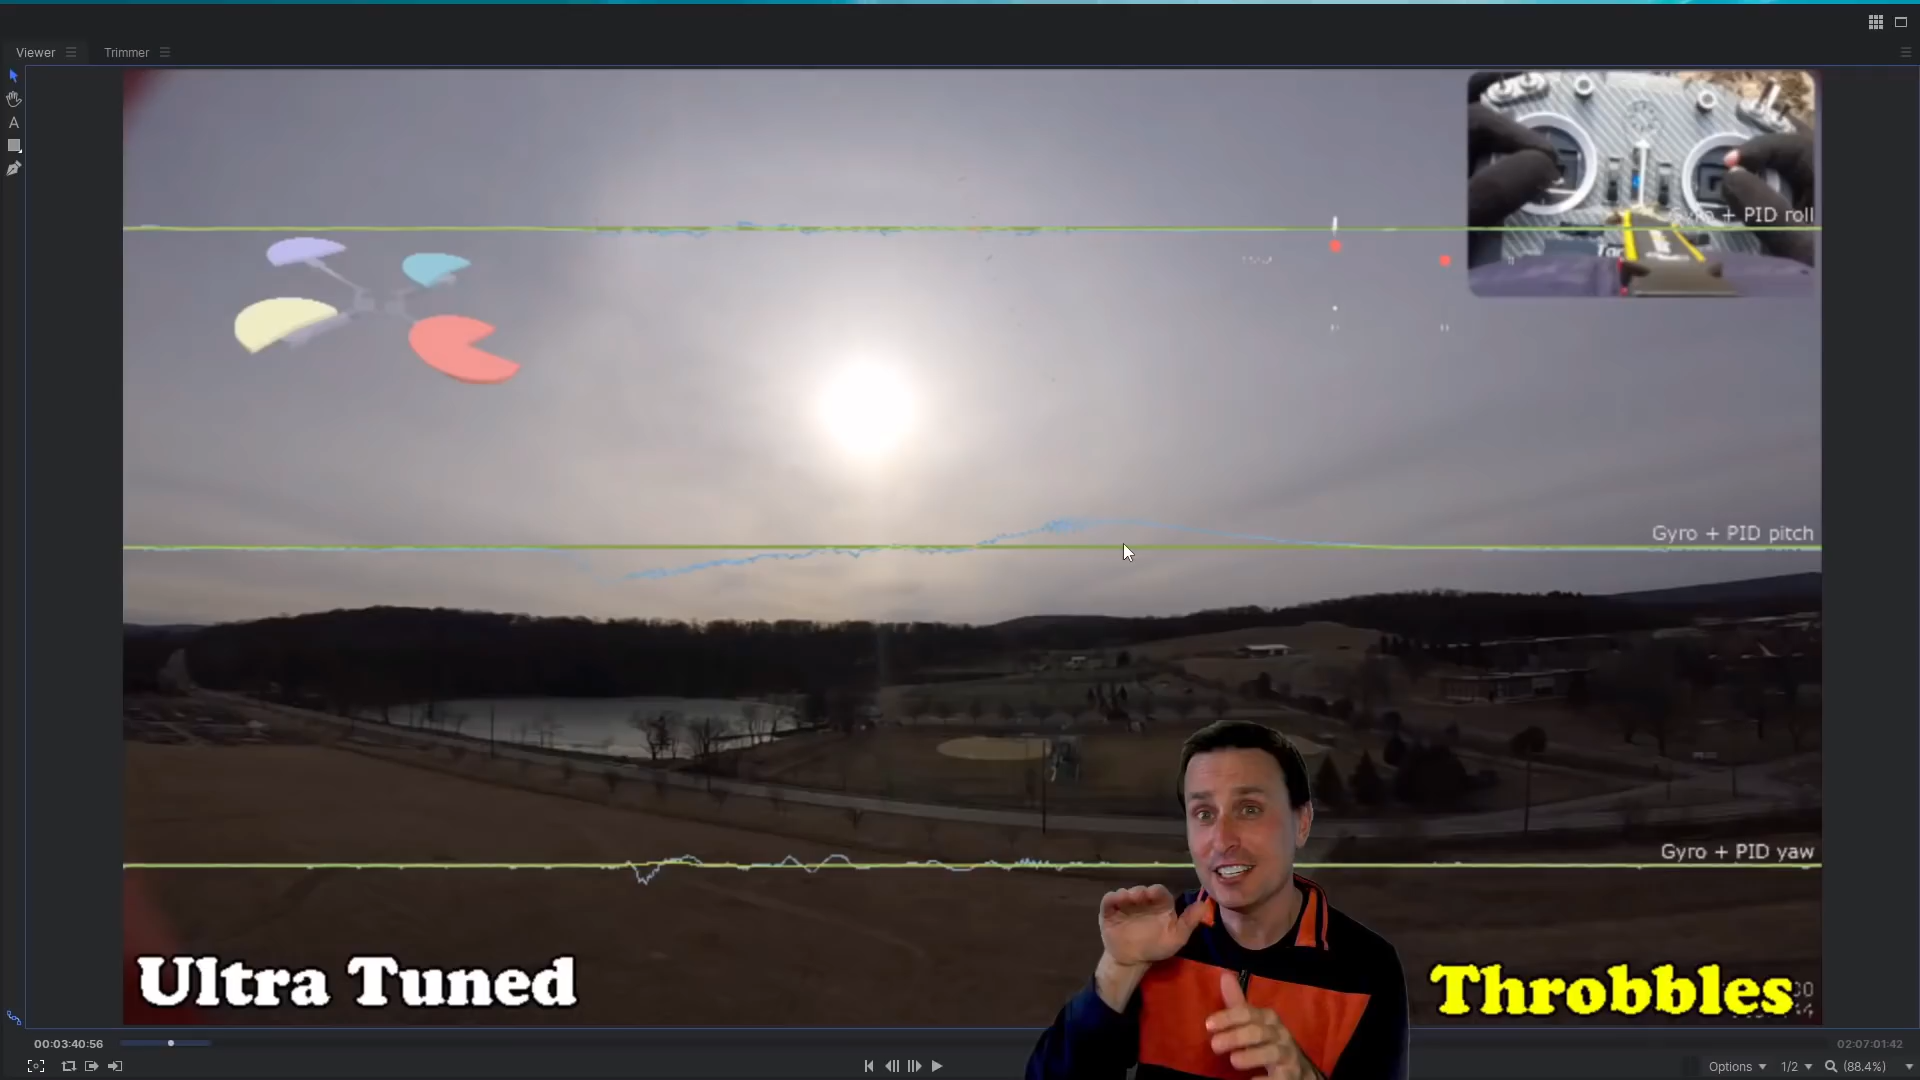 Viewer
Trimmer
A
Gyro + PID roll
Gyro + PID pitch
Gyro + PID yaw
Ultra Tuned
Throbbles
00:03:40:56
02:07:01:42
Options
1/2
(88.4%)